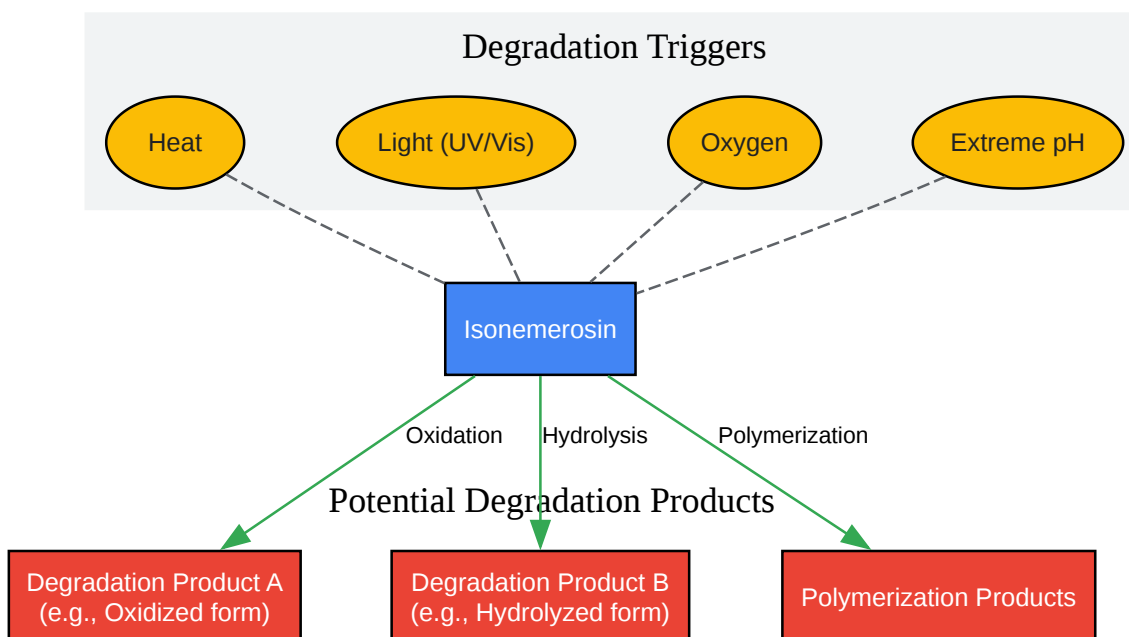 Degradation Triggers
Heat
Light (UV/Vis)
Oxygen
Extreme pH
Isonemerosin
Oxidation
Hydrolysis
Polymerization
Potential Degradation Products
Degradation Product A
(e.g., Oxidized form)
Degradation Product B
(e.g., Hydrolyzed form)
Polymerization Products